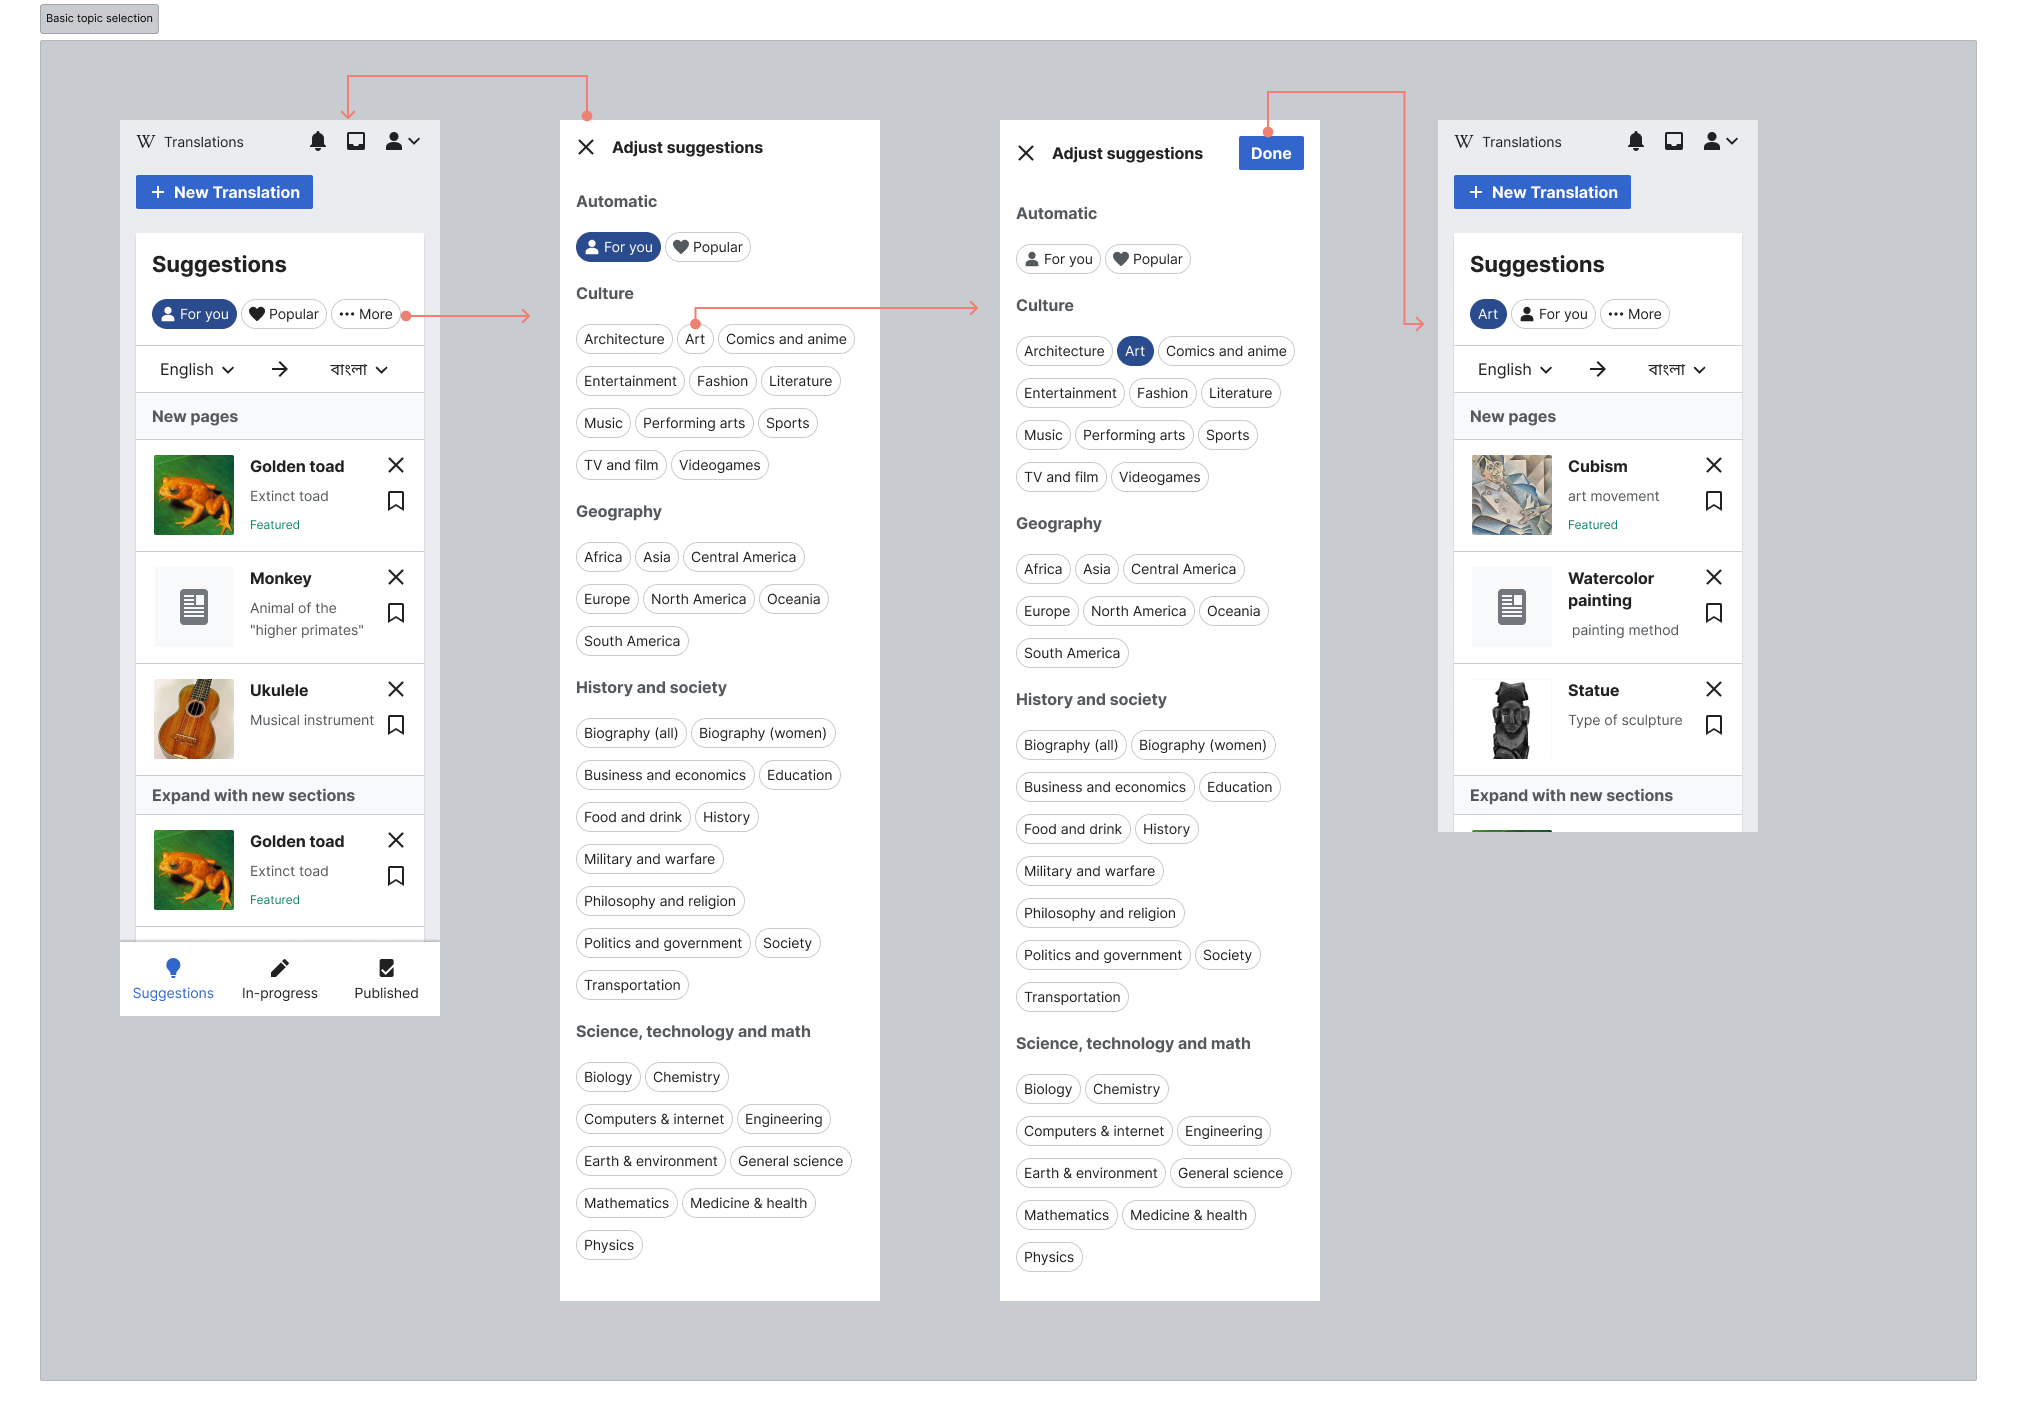 Basic topic selection
W Translations
+ New Translation
Suggestions
For you Popular ••• More
English → বাংলা
New pages
Golden toad
Extinct toad
Featured
Monkey
Animal of the
"higher primates"
Ukulele
Musical instrument
Expand with new sections
Golden toad
Extinct toad
Featured
Suggestions In-progress Published
Adjust suggestions
Automatic
For you Popular
Culture
Architecture Art Comics and anime
Entertainment Fashion Literature
Music Performing arts Sports
TV and film Videogames
Geography
Africa Asia Central America
Europe North America Oceania
South America
History and society
Biography (all) Biography (women)
Business and economics Education
Food and drink History
Military and warfare
Philosophy and religion
Politics and government Society
Transportation
Science, technology and math
Biology Chemistry
Computers & internet Engineering
Earth & environment General science
Mathematics Medicine & health
Physics
Adjust suggestions Done
Automatic
For you Popular
Culture
Architecture Art Comics and anime
Entertainment Fashion Literature
Music Performing arts Sports
TV and film Videogames
Geography
Africa Asia Central America
Europe North America Oceania
South America
History and society
Biography (all) Biography (women)
Business and economics Education
Food and drink History
Military and warfare
Philosophy and religion
Politics and government Society
Transportation
Science, technology and math
Biology Chemistry
Computers & internet Engineering
Earth & environment General science
Mathematics Medicine & health
Physics
W Translations
+ New Translation
Suggestions
Art For you ••• More
English → বাংলা
New pages
Cubism
art movement
Featured
Watercolor
painting
painting method
Statue
Type of sculpture
Expand with new sections